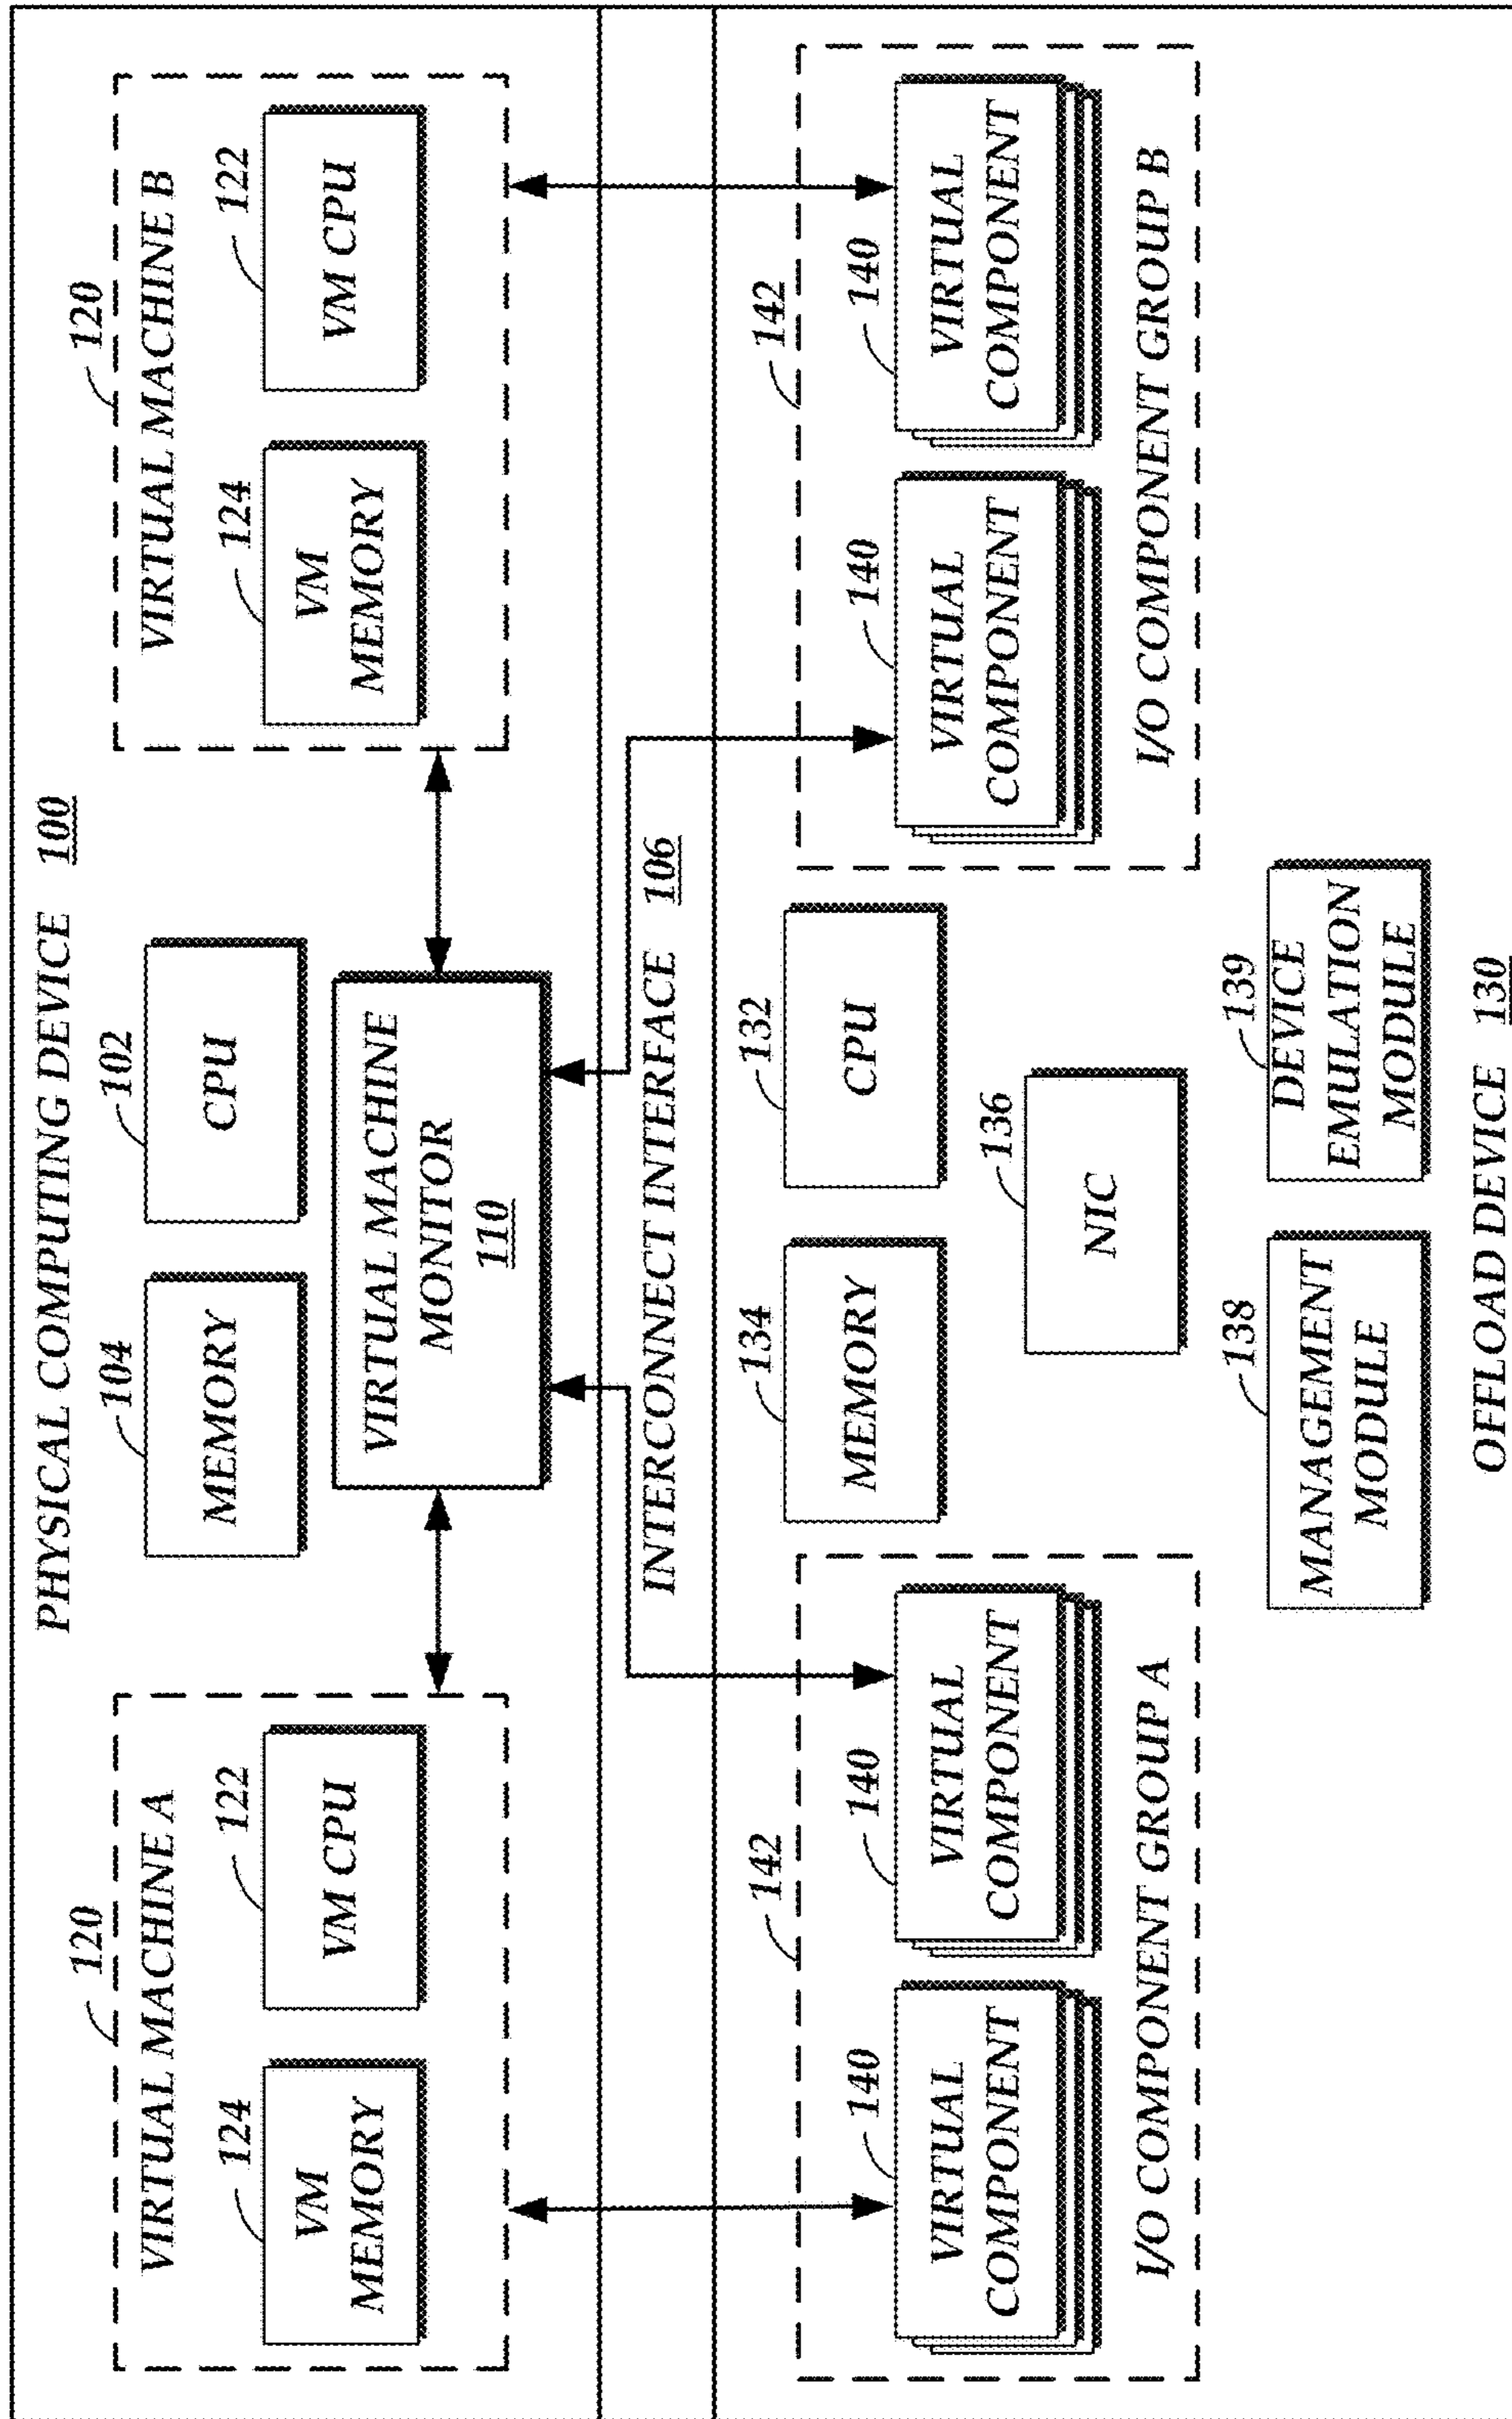 PHYSICAL COMPUTING DEVICE 100
120
VIRTUAL MACHINE A
124
VM
MEMORY
122
VM CPU
104
MEMORY
102
CPU
VIRTUAL MACHINE
MONITOR
110
120
VIRTUAL MACHINE B
124
VM
MEMORY
122
VM CPU
INTERCONNECT INTERFACE 106
142
140
VIRTUAL
COMPONENT
140
VIRTUAL
COMPONENT
I/O COMPONENT GROUP A
134
MEMORY
132
CPU
136
NIC
138
MANAGEMENT
MODULE
139
DEVICE
EMULATION
MODULE
142
140
VIRTUAL
COMPONENT
140
VIRTUAL
COMPONENT
I/O COMPONENT GROUP B
OFFLOAD DEVICE 130